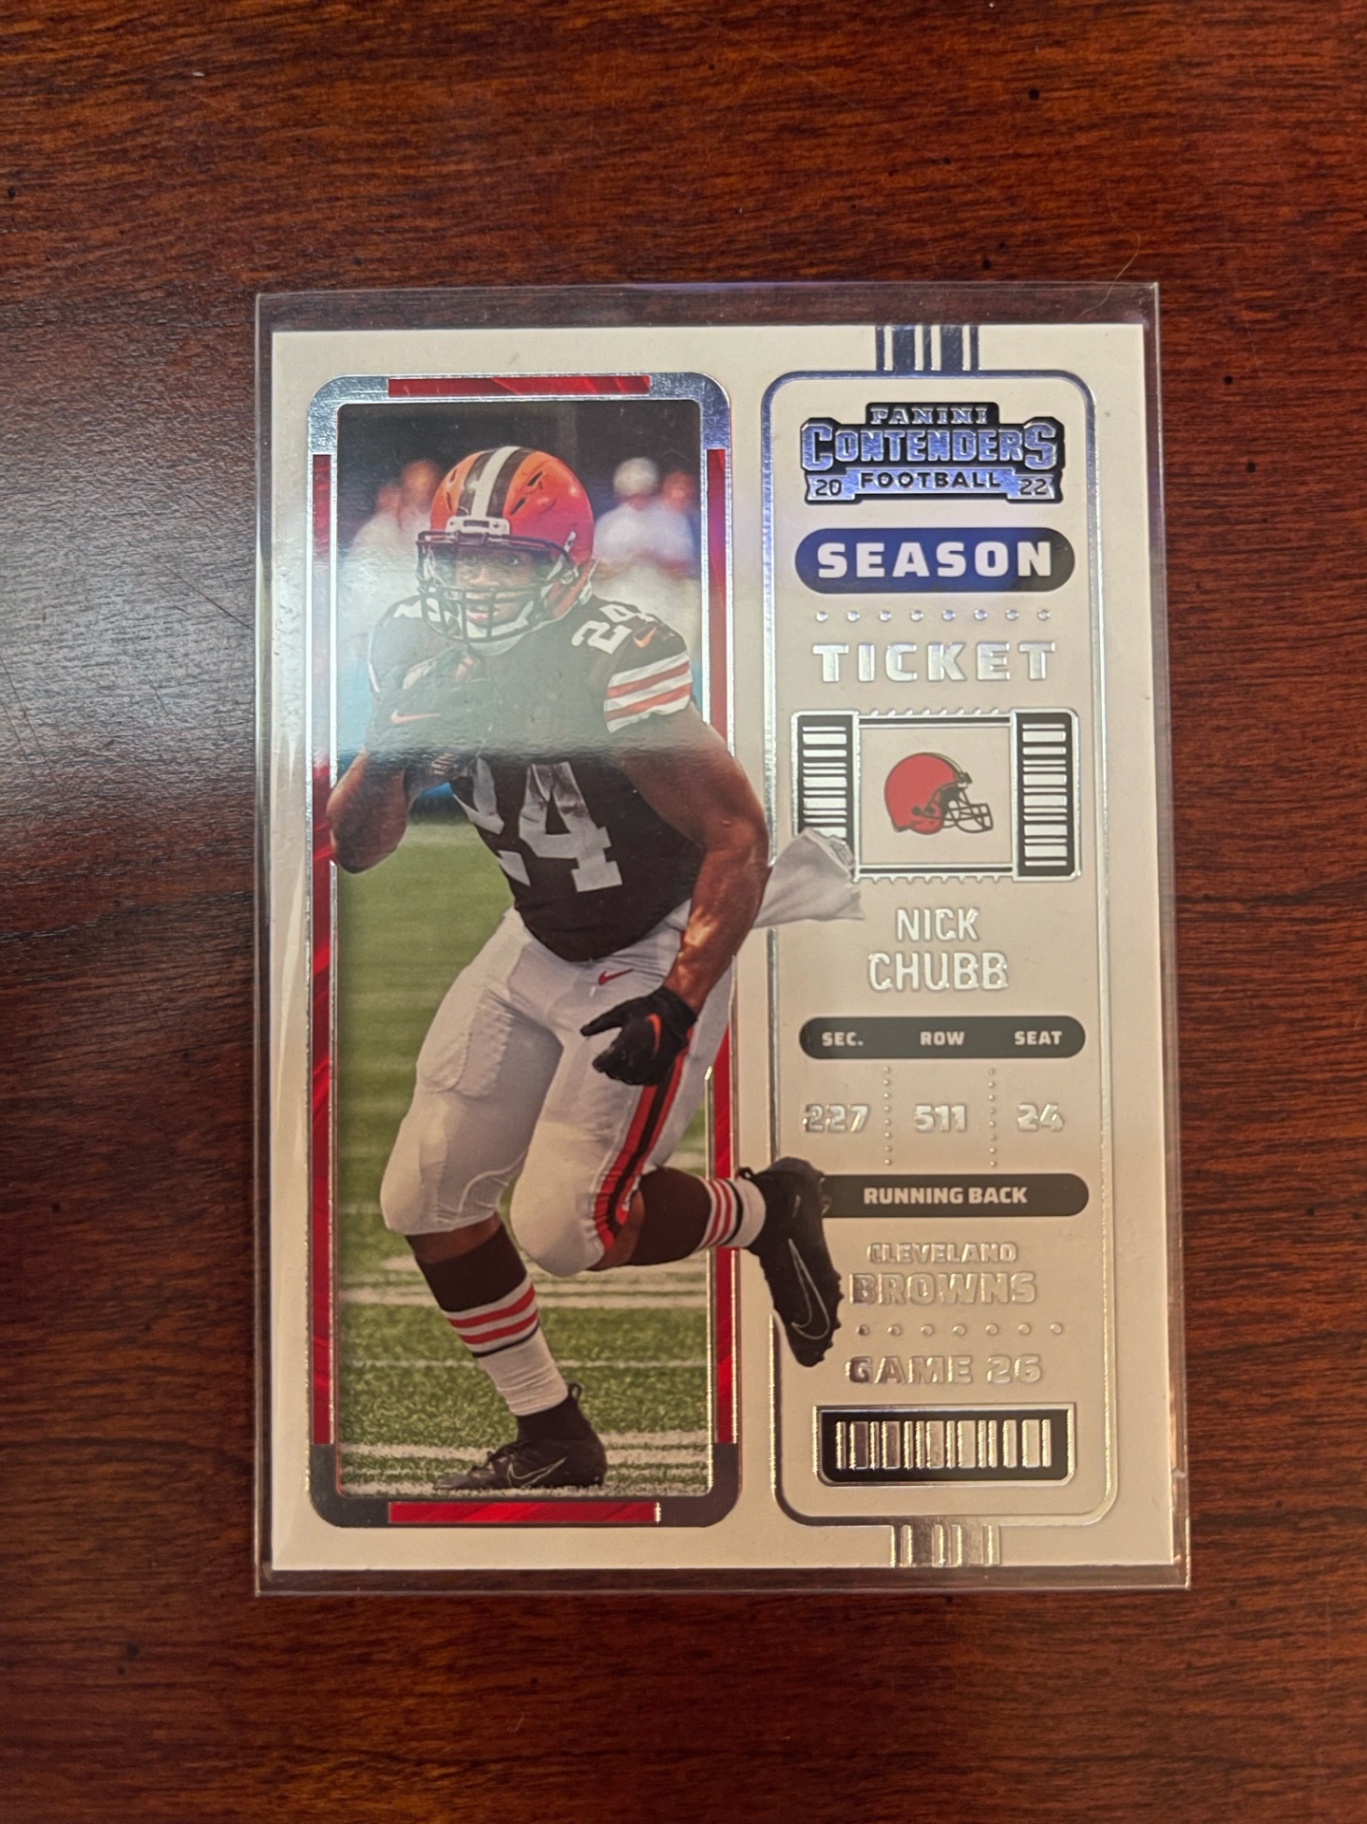 24
24
PANINI
CONTENDERS
20 FOOTBALL 22
SEASON
TICKET
NICK
CHUBB
SEC. ROW SEAT
227 511 24
RUNNING BACK
CLEVELAND
BROWNS
GAME 26